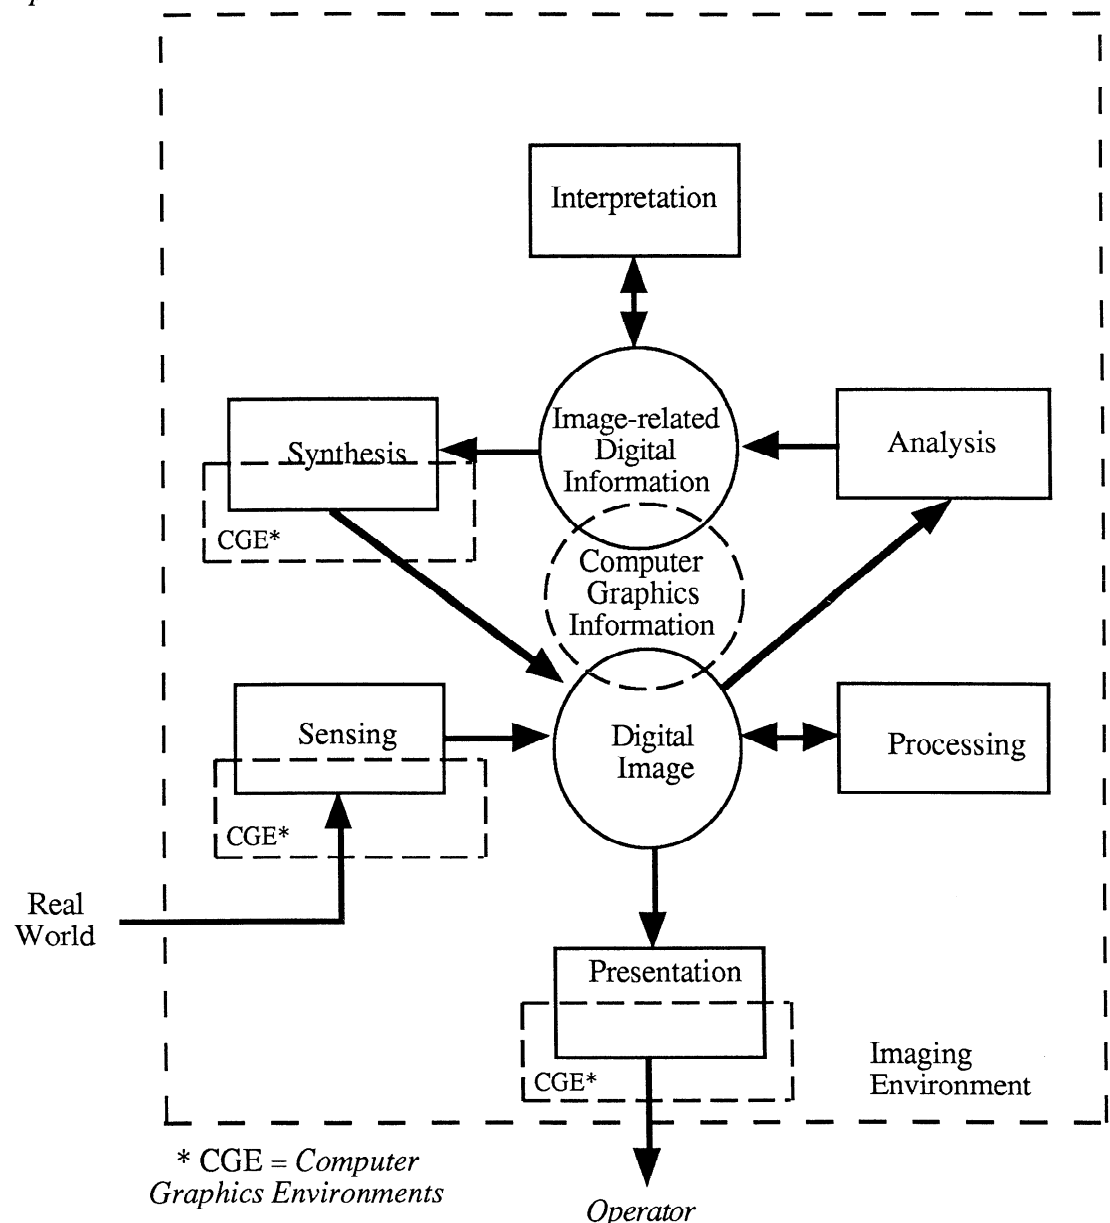 Interpretation
Image-related
Digital
Information
Analysis
Synthesis
CGE*
Computer
Graphics
Information
Sensing
CGE*
Digital
Image
Processing
Real
World
Presentation
CGE*
Imaging
Environment
* CGE = Computer
Graphics Environments
Operator